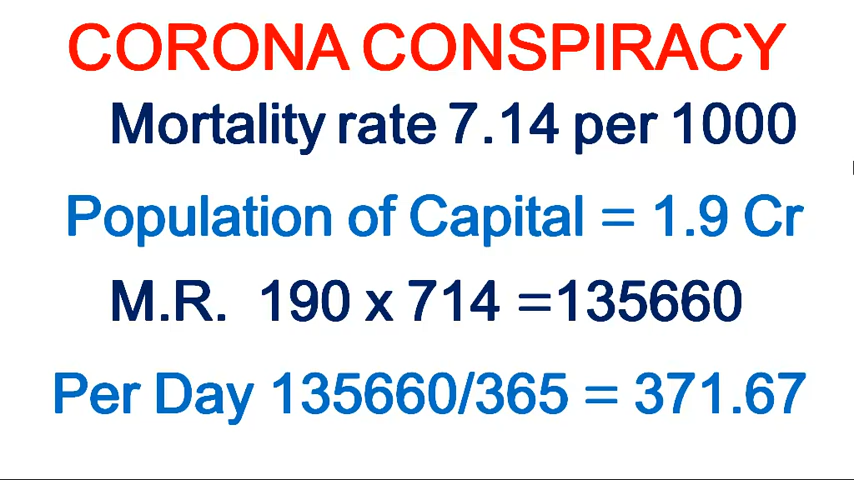 CORONA CONSPIRACY
Mortality rate 7.14 per 1000
Population of Capital = 1.9 Cr
M.R. 190 x 714 =135660
Per Day 135660/365 = 371.67